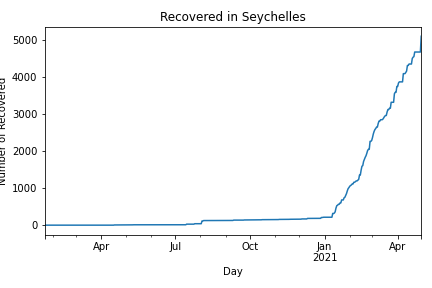 Recovered in Seychelles
Number of Recovered
5000
4000
3000
2000
1000
0
Apr
Jul
Oct
Jan
2021
Apr
Day